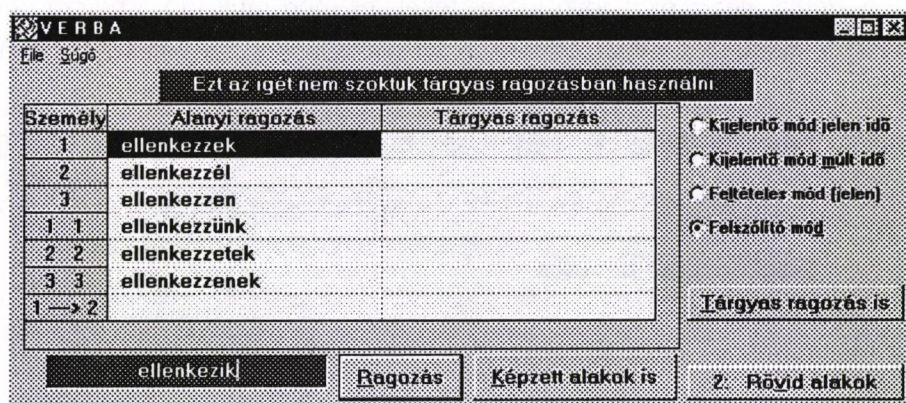 VERBA
File Súgó
Ezt az igét nem szoktuk tárgyas ragozásban használni.
Személy Alanyi ragozás Tárgyas ragozás
1 ellenkezzek
2 ellenkezzél
3 ellenkezzen
1 1 ellenkezzünk
2 2 ellenkezzetek
3 3 ellenkezzenek
1 —> 2
Kijelentő mód jelen idő
Kijelentő mód múlt idő
Feltételes mód (jelen)
Felszólító mód
Tárgyas ragozás is
ellenkezik Ragozás Képzett alakok is 2: Rövid alakok